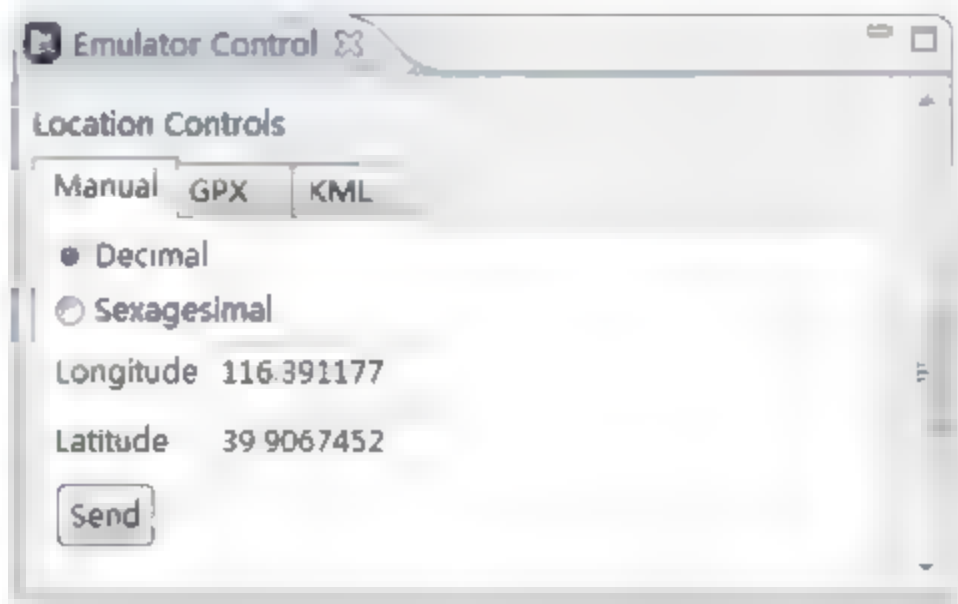 Emulator Control
Location Controls
Manual GPX KML
Decimal
Sexagesimal
Longitude 116.391177
Latitude 39 9067452
Send